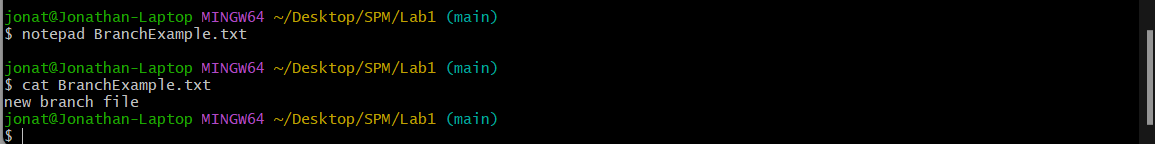 jonat@Jonathan-Laptop MINGW64 ~/Desktop/SPM/Lab1 (main)
$ notepad BranchExample.txt
jonat@Jonathan-Laptop MINGW64 ~/Desktop/SPM/Lab1 (main)
$ cat BranchExample.txt
new branch file
jonat@Jonathan-Laptop MINGW64 ~/Desktop/SPM/Lab1 (main)
$